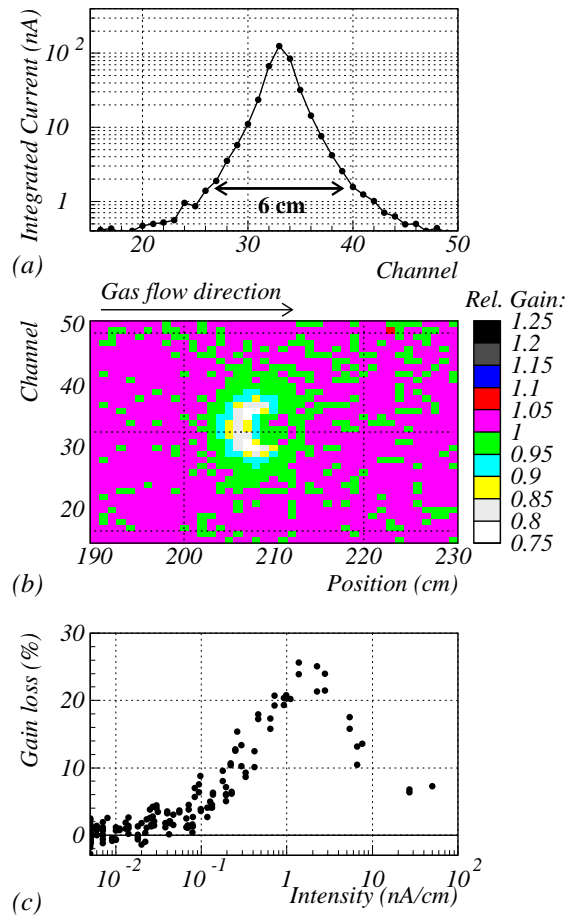 Integrated Current (nA)
10^2
10
1
6 cm
20 30 40 50
(a)
Channel
Gas flow direction
Rel. Gain:
Channel
50
40
30
20
1.25
1.2
1.15
1.1
1.05
1
0.95
0.9
0.85
0.8
0.75
190 200 210 220 230
(b)
Position (cm)
Gain loss (%)
30
20
10
0
10^-2 10^-1 1 10 10^2
(c)
Intensity (nA/cm)